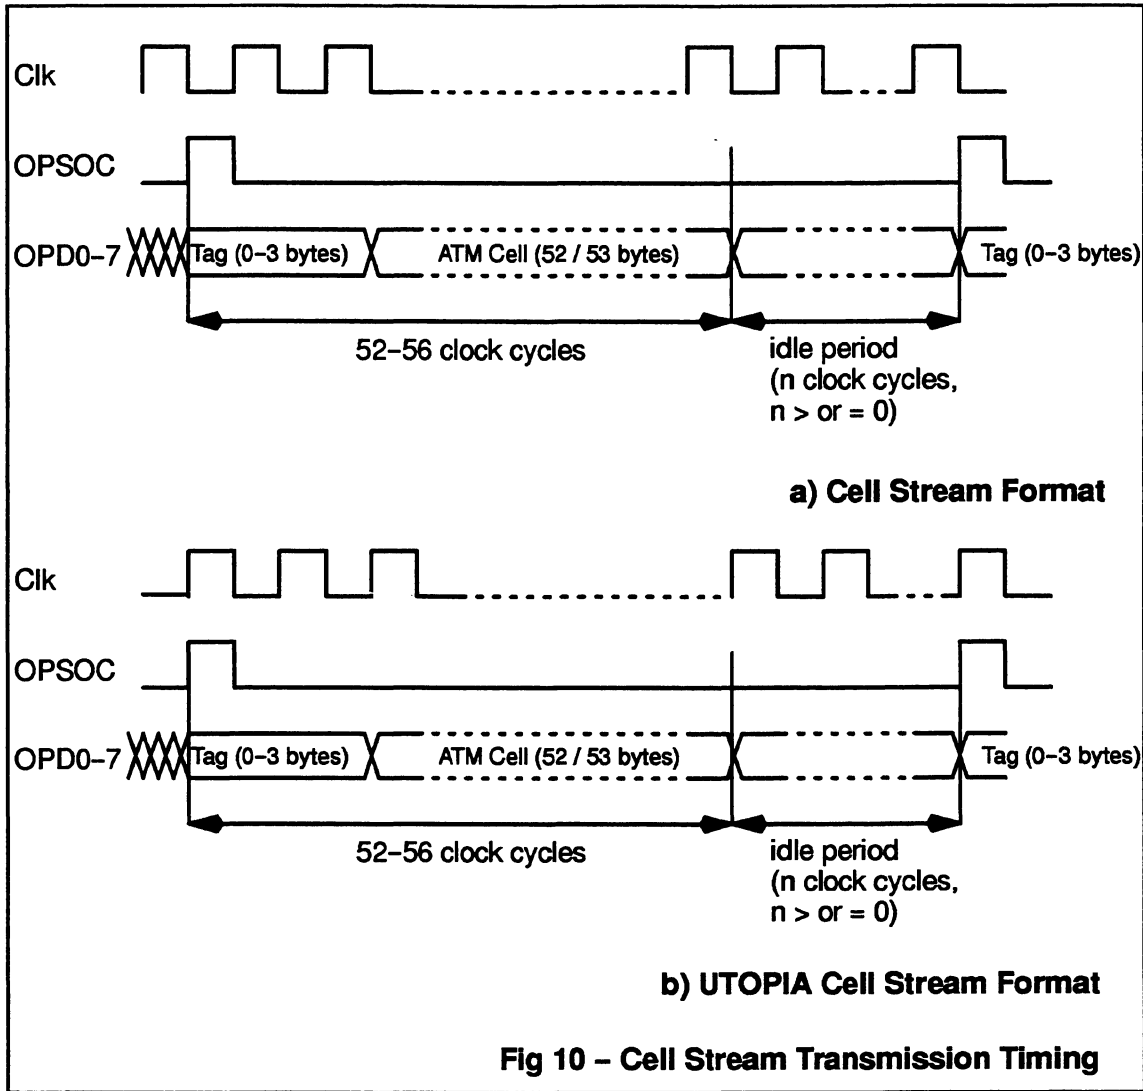 Clk
OPSOC
OPD0–7
Tag (0–3 bytes)
ATM Cell (52 / 53 bytes)
Tag (0–3 bytes)
52–56 clock cycles
idle period
(n clock cycles,
n > or = 0)
a) Cell Stream Format
Clk
OPSOC
OPD0–7
Tag (0–3 bytes)
ATM Cell (52 / 53 bytes)
Tag (0–3 bytes)
52–56 clock cycles
idle period
(n clock cycles,
n > or = 0)
b) UTOPIA Cell Stream Format
Fig 10 – Cell Stream Transmission Timing